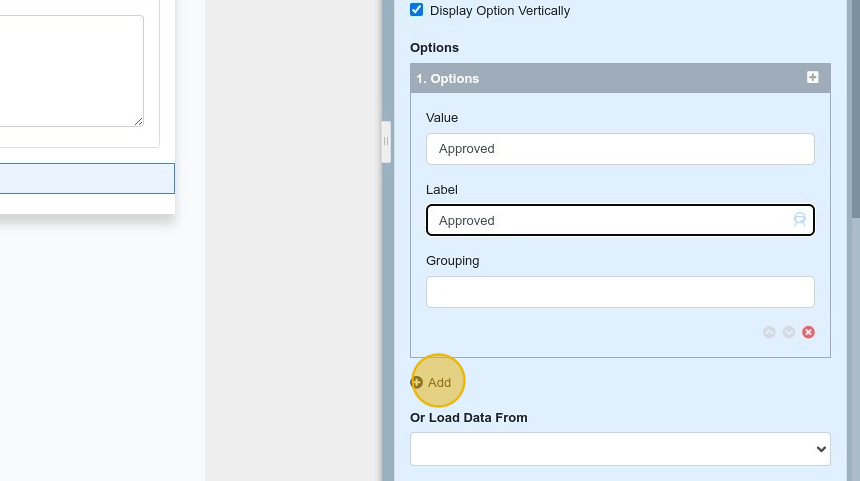 Display Option Vertically
Options
1. Options
Value
Approved
Label
Approved
Grouping
Add
Or Load Data From